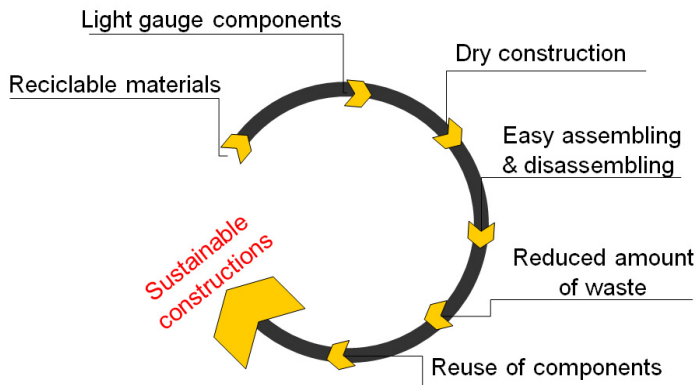 Light gauge components
Reciclable materials
Dry construction
Easy assembling
& disassembling
Reduced amount
of waste
Reuse of components
Sustainable
constructions